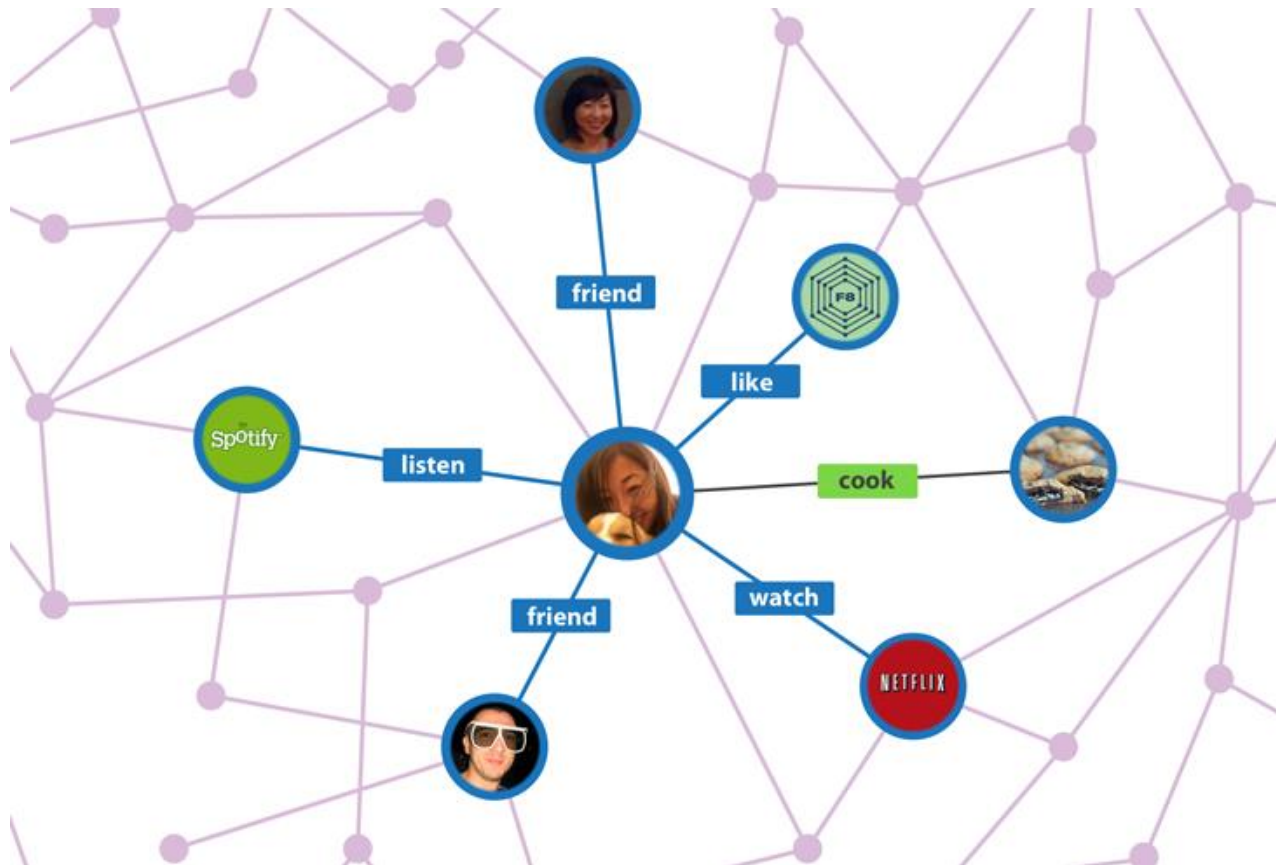 friend
F8
like
Spotify
listen
cook
watch
friend
NETFLIX